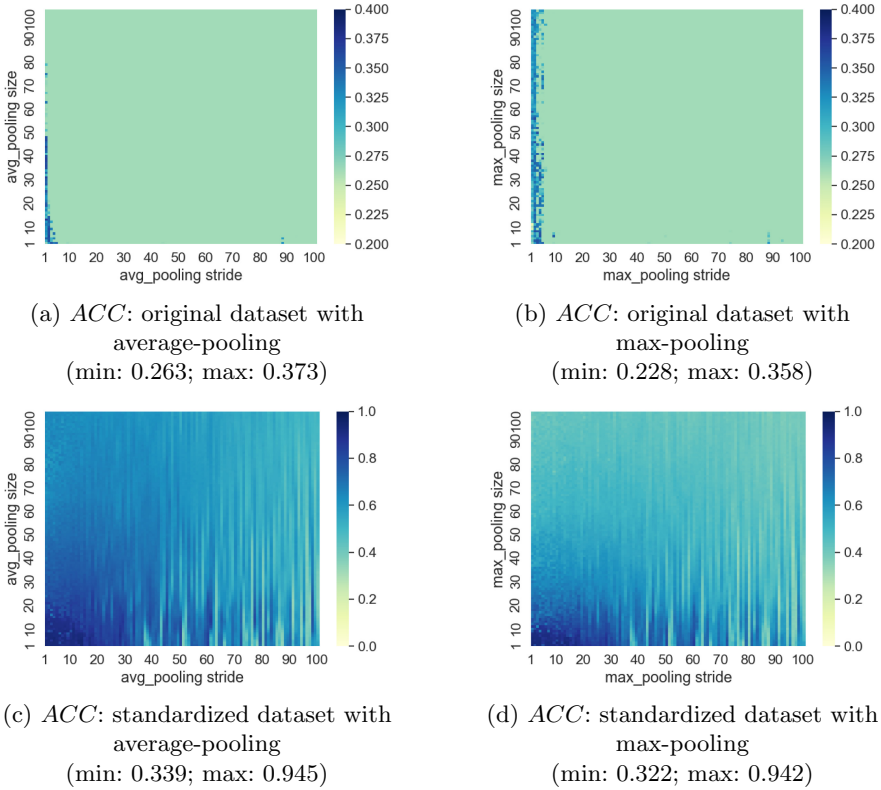 avg_pooling size
1 10 20 30 40 50 60 70 80 90100
1 10 20 30 40 50 60 70 80 90 100
avg_pooling stride
0.400
0.375
0.350
0.325
0.300
0.275
0.250
0.225
0.200
max_pooling size
1 10 20 30 40 50 60 70 80 90100
1 10 20 30 40 50 60 70 80 90 100
max_pooling stride
0.400
0.375
0.350
0.325
0.300
0.275
0.250
0.225
0.200
(a) ACC: original dataset with
average-pooling
(min: 0.263; max: 0.373)
(b) ACC: original dataset with
max-pooling
(min: 0.228; max: 0.358)
avg_pooling size
1 10 20 30 40 50 60 70 80 90100
1 10 20 30 40 50 60 70 80 90 100
avg_pooling stride
1.0
0.8
0.6
0.4
0.2
0.0
max_pooling size
1 10 20 30 40 50 60 70 80 90100
1 10 20 30 40 50 60 70 80 90 100
max_pooling stride
1.0
0.8
0.6
0.4
0.2
0.0
(c) ACC: standardized dataset with
average-pooling
(min: 0.339; max: 0.945)
(d) ACC: standardized dataset with
max-pooling
(min: 0.322; max: 0.942)